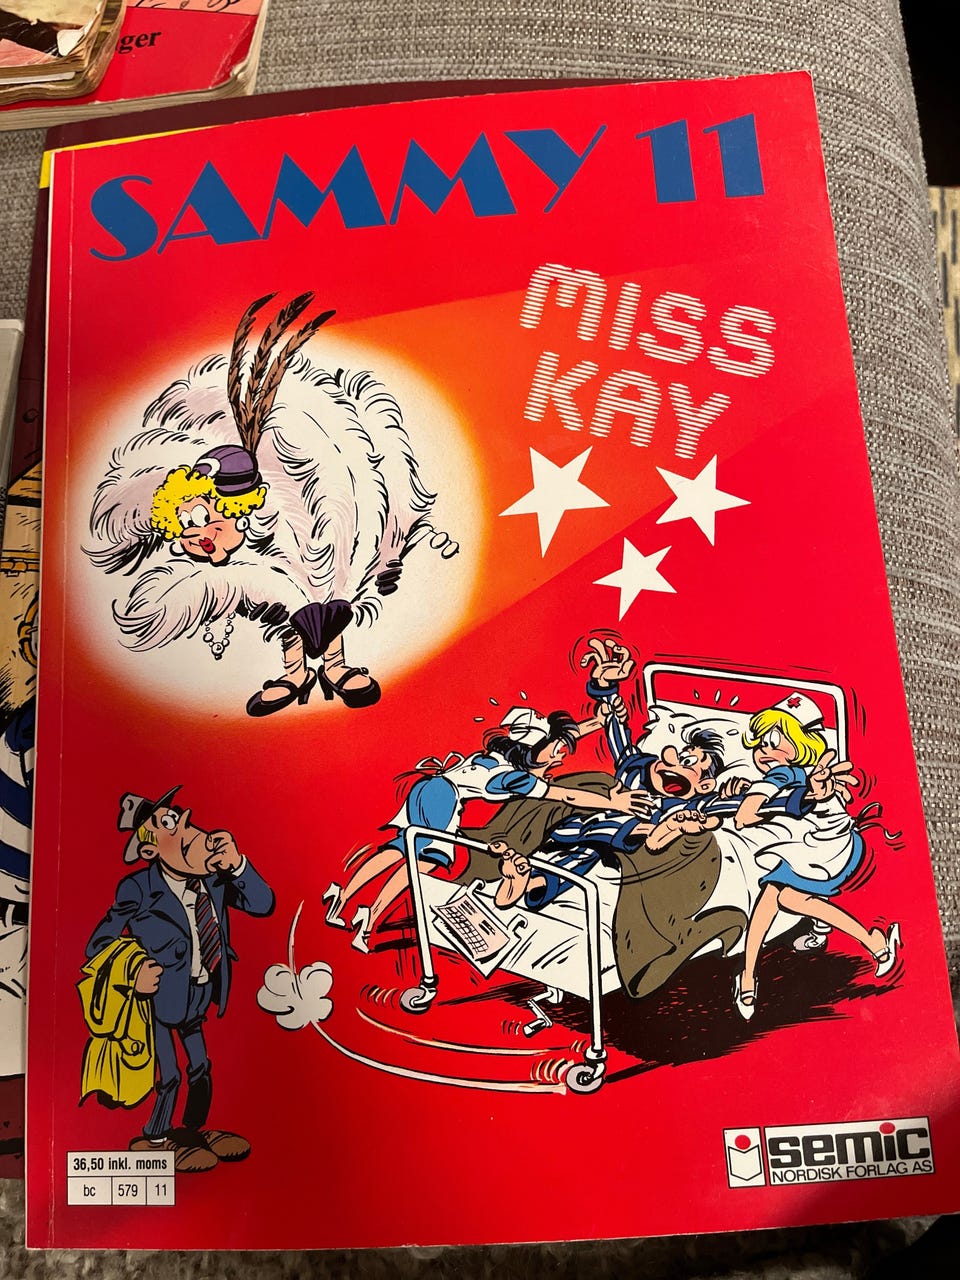 ger
SAMMY 11
MISS
KAY
36,50 inkl. moms
bc 579 11
semic
NORDISK FORLAG AS